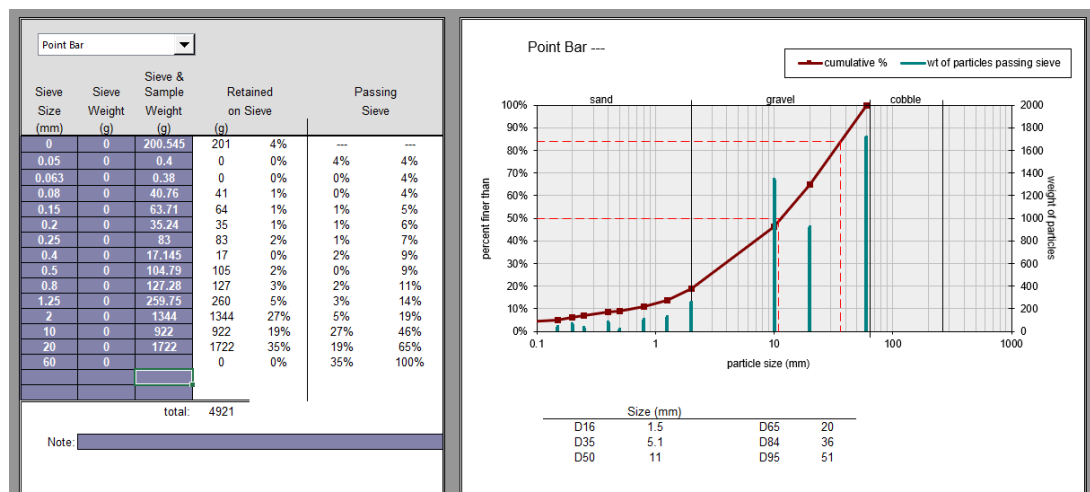 Point Bar
Sieve Size (mm) Sieve Weight (g) Sieve & Sample Weight (g) Retained on Sieve (g) Passing Sieve
0 0 200.545 201 4% --- ---
0.05 0 0.4 0 0% 4% 4%
0.063 0 0.38 0 0% 0% 4%
0.08 0 40.76 41 1% 0% 4%
0.15 0 63.71 64 1% 1% 5%
0.2 0 35.24 35 1% 1% 6%
0.25 0 83 83 2% 1% 7%
0.4 0 17.145 17 0% 2% 9%
0.5 0 104.79 105 2% 0% 9%
0.8 0 127.28 127 3% 2% 11%
1.25 0 259.75 260 5% 3% 14%
2 0 1344 1344 27% 5% 19%
10 0 922 922 19% 27% 46%
20 0 1722 1722 35% 19% 65%
60 0 0 0% 35% 100%
total: 4921
Note:
Point Bar ---
cumulative % wt of particles passing sieve
sand gravel cobble
100% 2000
90% 1800
80% 1600
70% 1400
60% 1200
50% 1000
40% 800
30% 600
20% 400
10% 200
0% 0
percent finer than
weight of particles
0.1 1 100 1000
particle size (mm)
Size (mm)
D16 1.5 D65 20
D35 5.1 D84 36
D50 11 D95 51